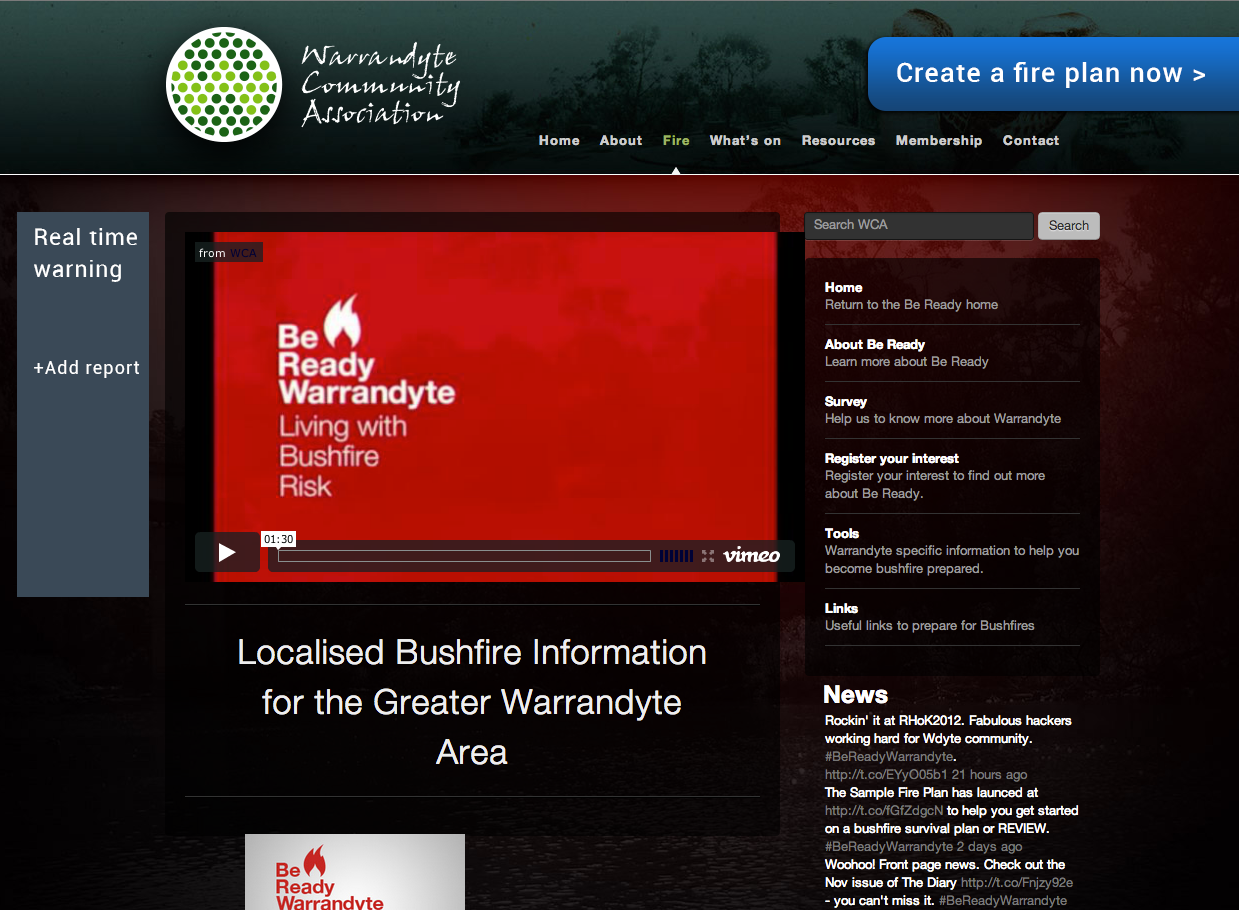 Warrandyte
Community
Association
Create a fire plan now >
Home About Fire What's on Resources Membership Contact
Real time
warning
+Add report
from WCA
Be
Ready
Warrandyte
Living with
Bushfire
Risk
01:30
vimeo
Localised Bushfire Information
for the Greater Warrandyte
Area
Be
Ready
Warrandyte
Search WCA
Search
Home
Return to the Be Ready home
About Be Ready
Learn more about Be Ready
Survey
Help us to know more about Warrandyte
Register your interest
Register your interest to find out more
about Be Ready.
Tools
Warrandyte specific information to help you
become bushfire prepared.
Links
Useful links to prepare for Bushfires
News
Rockin' it at RHoK2012. Fabulous hackers
working hard for Wdyte community.
#BeReadyWarrandyte.
http://t.co/EYyO05b1 21 hours ago
The Sample Fire Plan has launced at
http://t.co/fGfZdgcN to help you get started
on a bushfire survival plan or REVIEW.
#BeReadyWarrandyte 2 days ago
Woohoo! Front page news. Check out the
Nov issue of The Diary http://t.co/Fnjzy92e
- you can't miss it. #BeReadyWarrandyte